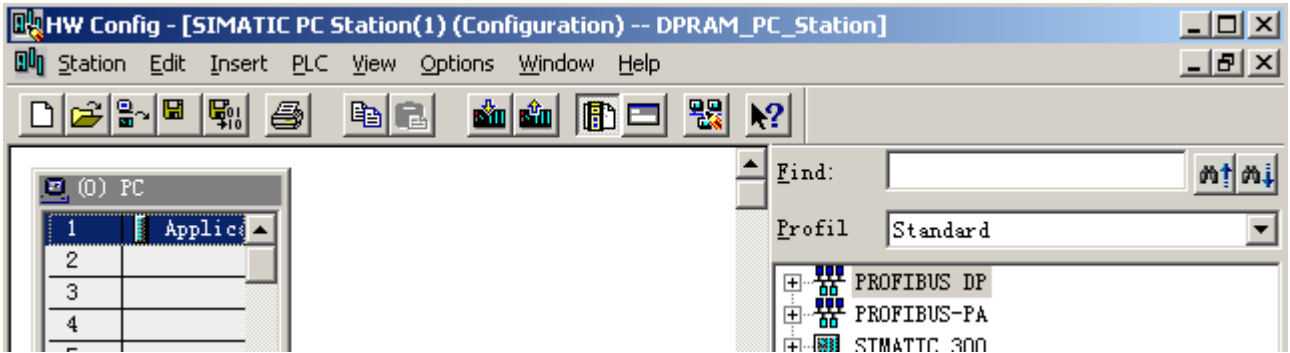 HW Config - [SIMATIC PC Station(1) (Configuration) -- DPRAM_PC_Station]
Station Edit Insert PLC View Options Window Help
Find:
(0) PC
1 Applic
Profil Standard
2
3
4
PROFIBUS DP
PROFIBUS-PA
SIMATIC 300